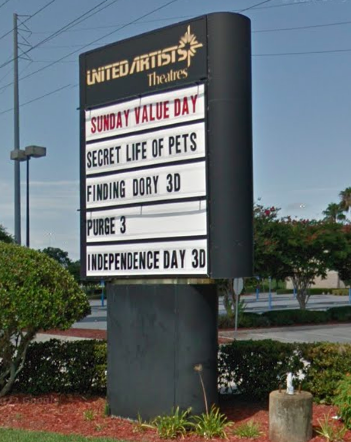 UNITED ARTISTS
Theatres
SUNDAY VALUE DAY
SECRET LIFE OF PETS
FINDING DORY 3D
PURGE 3
INDEPENDENCE DAY 3D